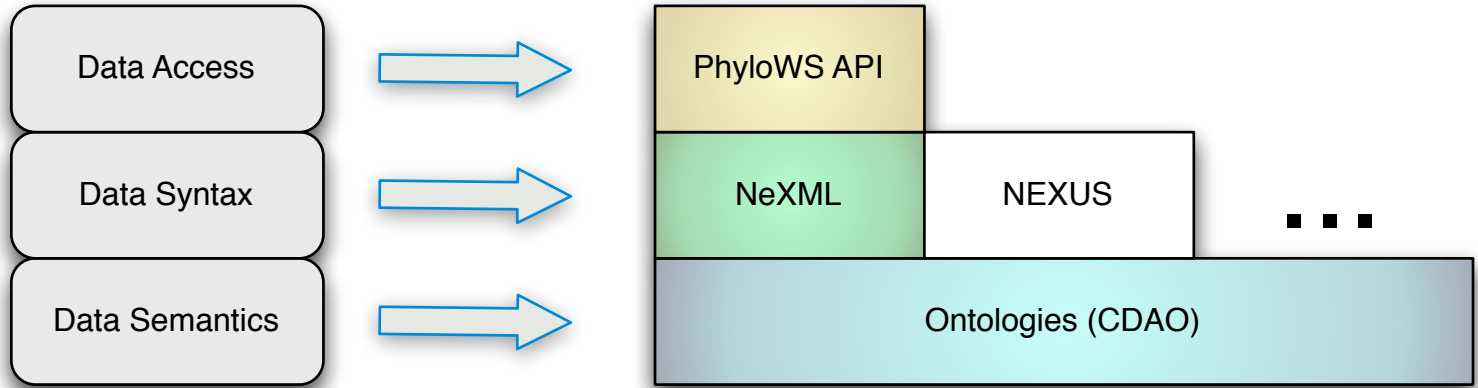 Data Access
PhyloWS API
Data Syntax
NeXML
NEXUS
...
Data Semantics
Ontologies (CDAO)